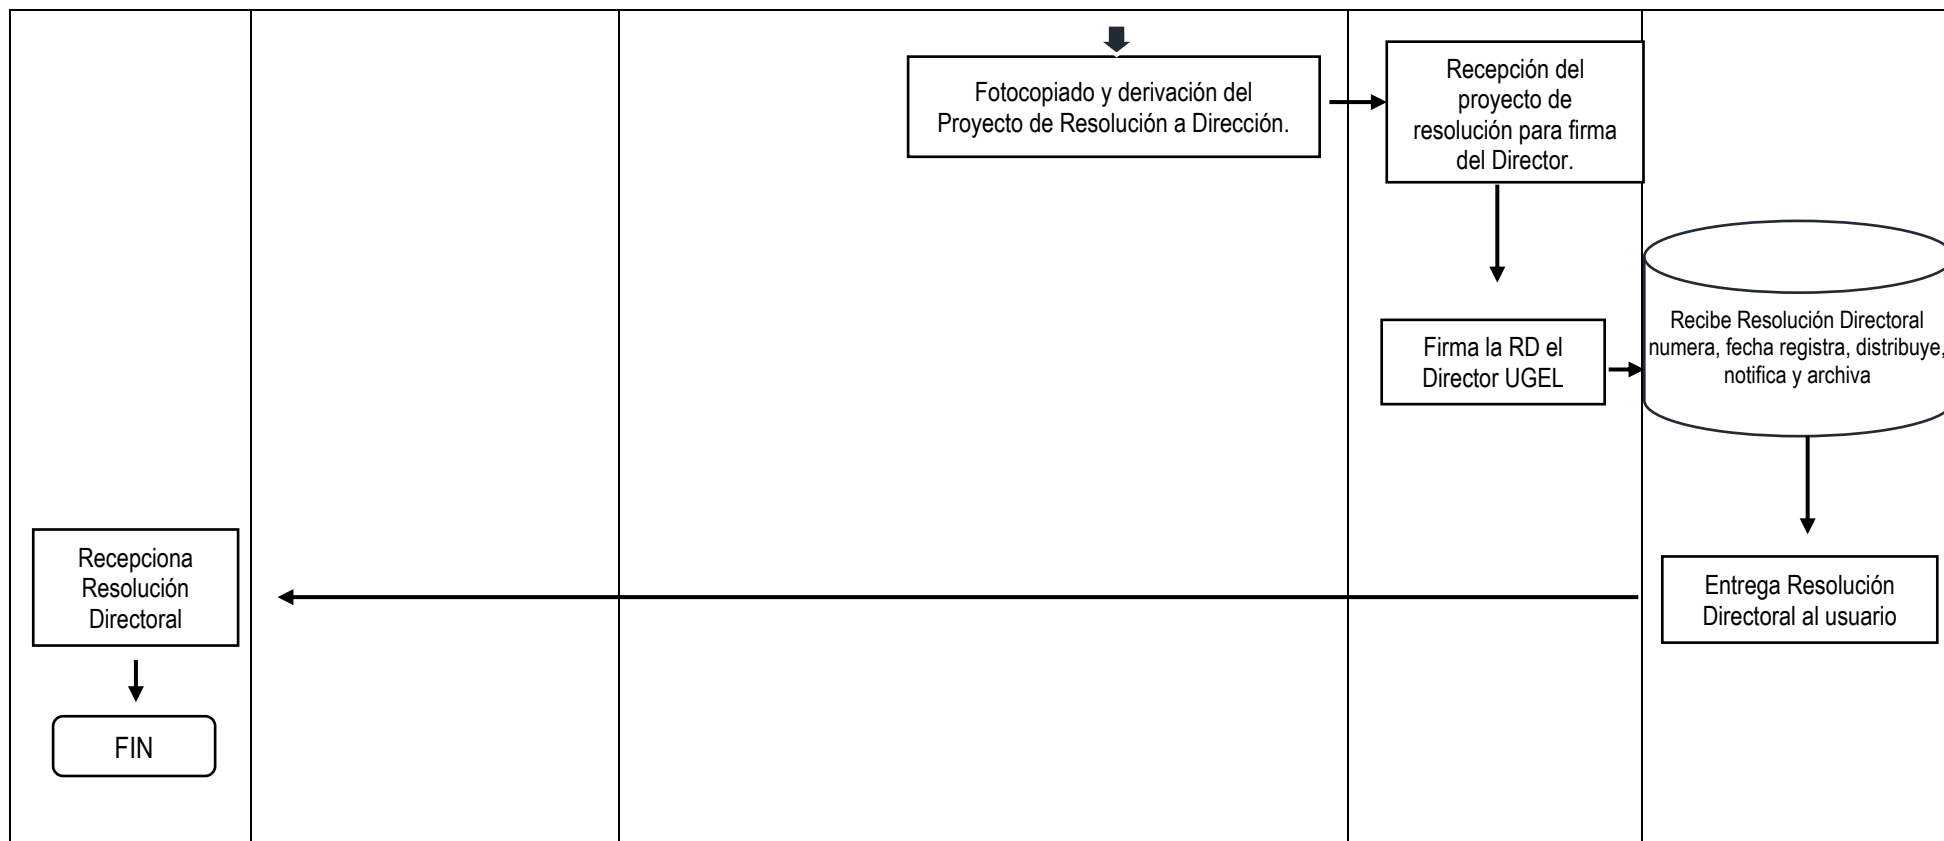 Fotocopiado y derivación del
Proyecto de Resolución a Dirección.
Recepción del
proyecto de
resolución para firma
del Director.
Firma la RD el
Director UGEL
Recibe Resolución Directoral
numera, fecha registra, distribuye,
notifica y archiva
Entrega Resolución
Directoral al usuario
Recepciona
Resolución
Directoral
FIN